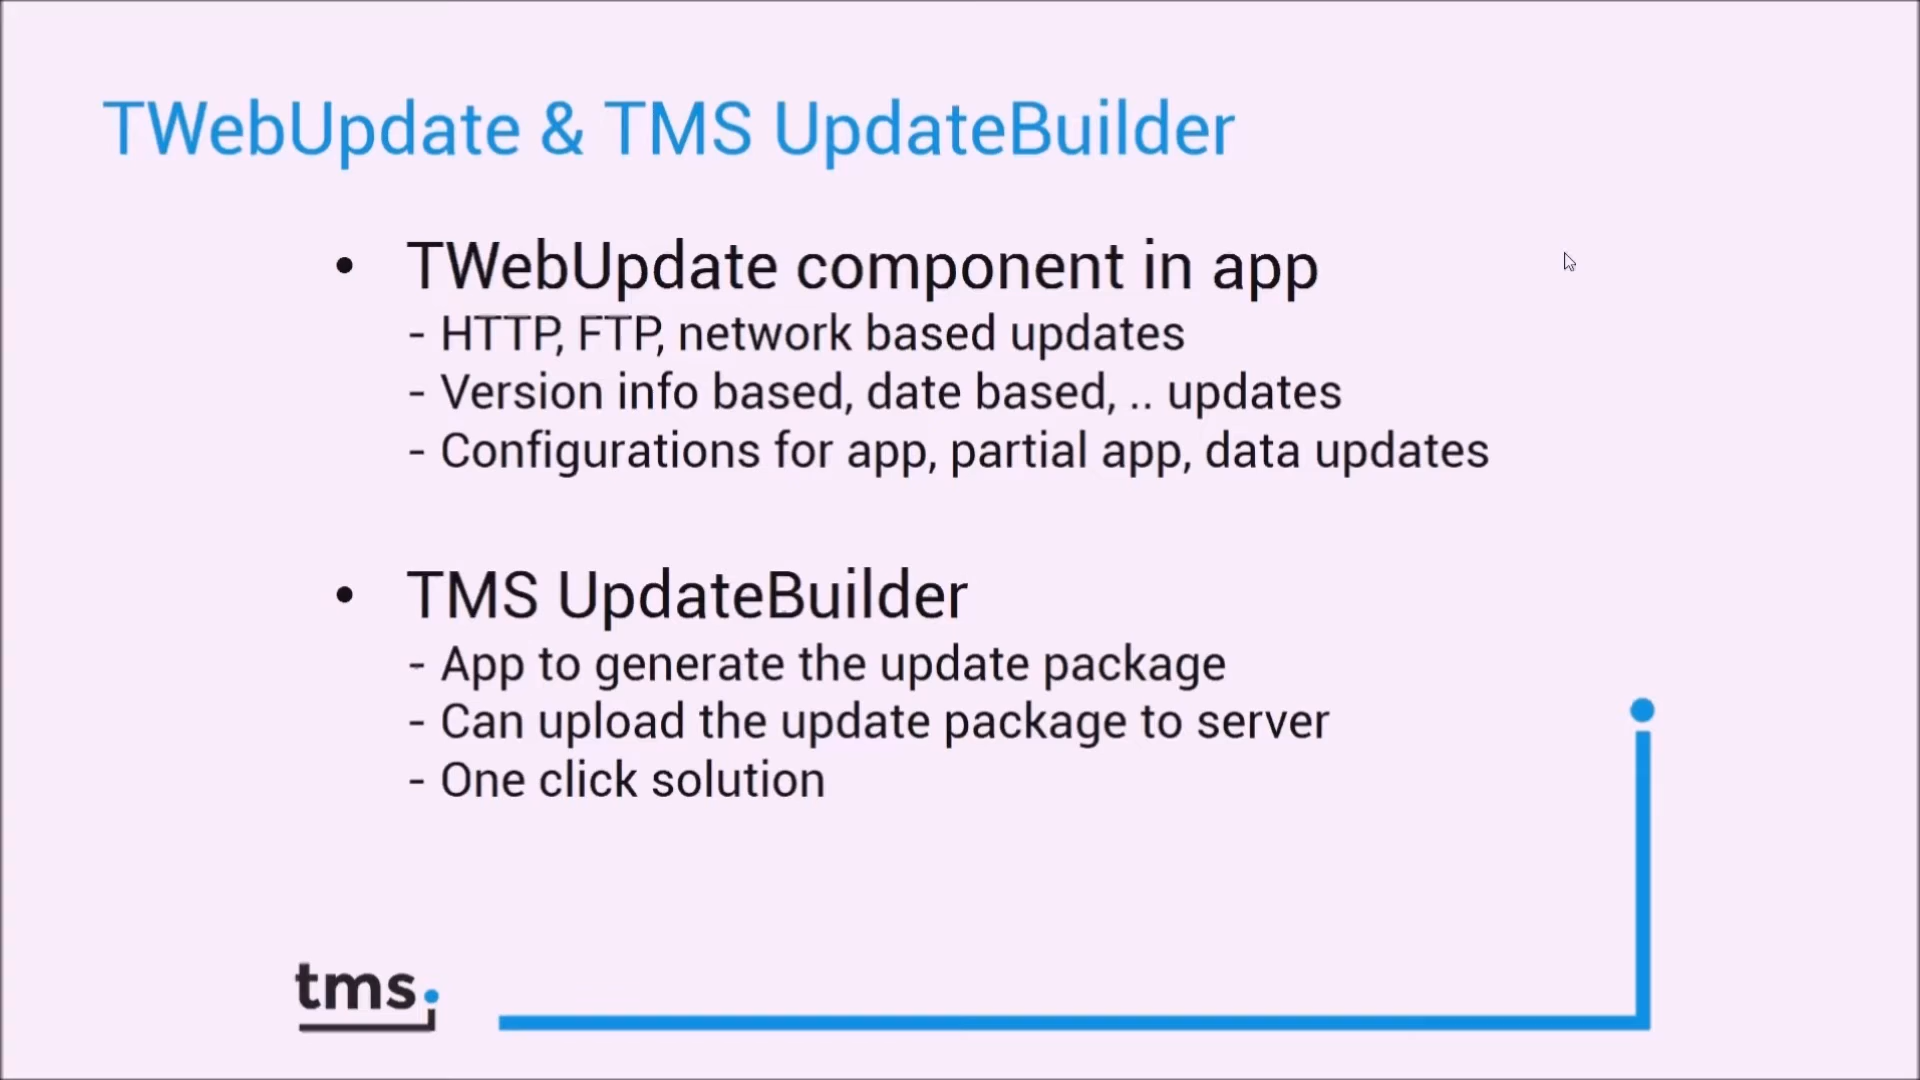 TWebUpdate & TMS UpdateBuilder
• TWebUpdate component in app
- HTTP, FTP, network based updates
- Version info based, date based, .. updates
- Configurations for app, partial app, data updates
• TMS UpdateBuilder
- App to generate the update package
- Can upload the update package to server
- One click solution
tms